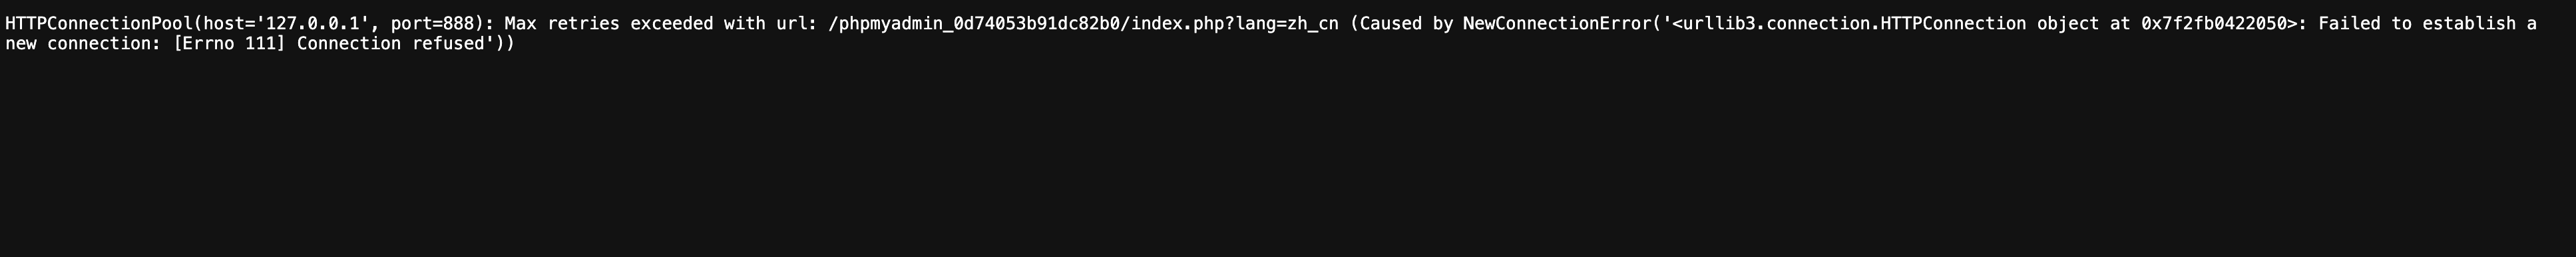 HTTPConnectionPool(host='127.0.0.1', port=888): Max retries exceeded with url: /phpmyadmin_0d74053b91dc82b0/index.php?lang=zh_cn (Caused by NewConnectionError('<urllib3.connection.HTTPConnection object at 0x7f2fb0422050>: Failed to establish a
new connection: [Errno 111] Connection refused'))